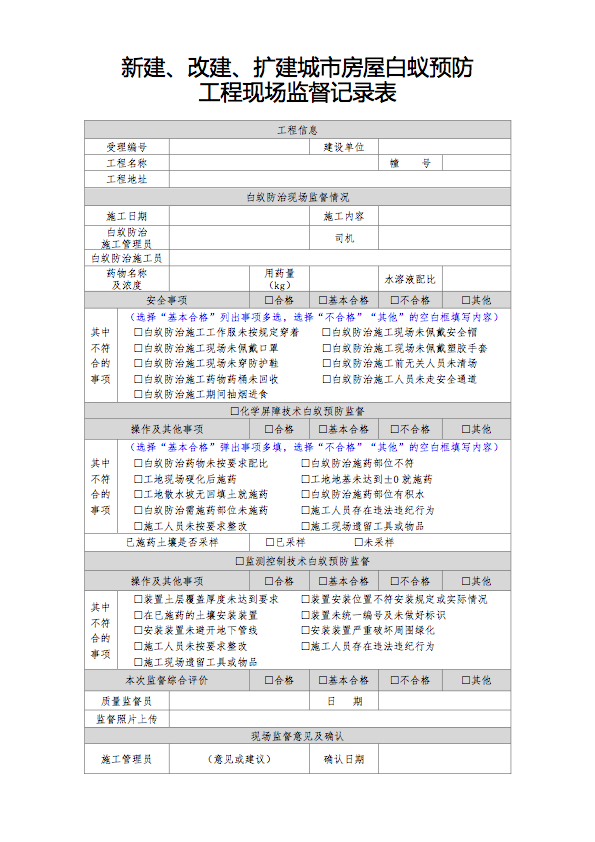 新建、改建、扩建城市房屋白蚁预防
工程现场监督记录表
工程信息
受理编号 建设单位
工程名称 幢 号
工程地址
白蚁防治现场监督情况
施工日期 施工内容
白蚁防治
施工管理员 司机
白蚁防治施工员
药物名称
及浓度 用药量
（kg） 水溶液配比
安全事项 □合格 □基本合格 □不合格 □其他
其中
不符
合的
事项
（选择“基本合格”列出事项多选，选择“不合格”“其他”的空白框填写内容）
□白蚁防治施工工作服未按规定穿着 □白蚁防治施工现场未佩戴安全帽
□白蚁防治施工现场未佩戴口罩 □白蚁防治施工现场未佩戴塑胶手套
□白蚁防治施工现场未穿防护鞋 □白蚁防治施工前无关人员未清场
□白蚁防治施工药物药桶未回收 □白蚁防治施工人员未走安全通道
□白蚁防治施工期间抽烟进食
□化学屏障技术白蚁预防监督
操作及其他事项 □合格 □基本合格 □不合格 □其他
其中
不符
合的
事项
（选择“基本合格”弹出事项多填，选择“不合格”“其他”的空白框填写内容）
□白蚁防治药物未按要求配比 □白蚁防治施药部位不符
□工地现场硬化后施药 □工地地基未达到±0就施药
□工地散水坡无回填土就施药 □白蚁防治施药部位有积水
□白蚁防治需施药部位未施药 □施工人员存在违法违纪行为
□施工人员未按要求整改 □施工现场遗留工具或物品
已施药土壤是否采样 □已采样 □未采样
□监测控制技术白蚁预防监督
操作及其他事项 □合格 □基本合格 □不合格 □其他
其中
不符
合的
事项
□装置土层覆盖厚度未达到要求 □装置安装位置不符安装规定或实际情况
□在已施药的土壤安装装置 □装置未统一编号及未做好标识
□安装装置未避开地下管线 □安装装置严重破坏周围绿化
□施工人员未按要求整改 □施工人员存在违法违纪行为
□施工现场遗留工具或物品
本次监督综合评价 □合格 □基本合格 □不合格 □其他
质量监督员 日 期
监督照片上传
现场监督意见及确认
施工管理员 （意见或建议） 确认日期